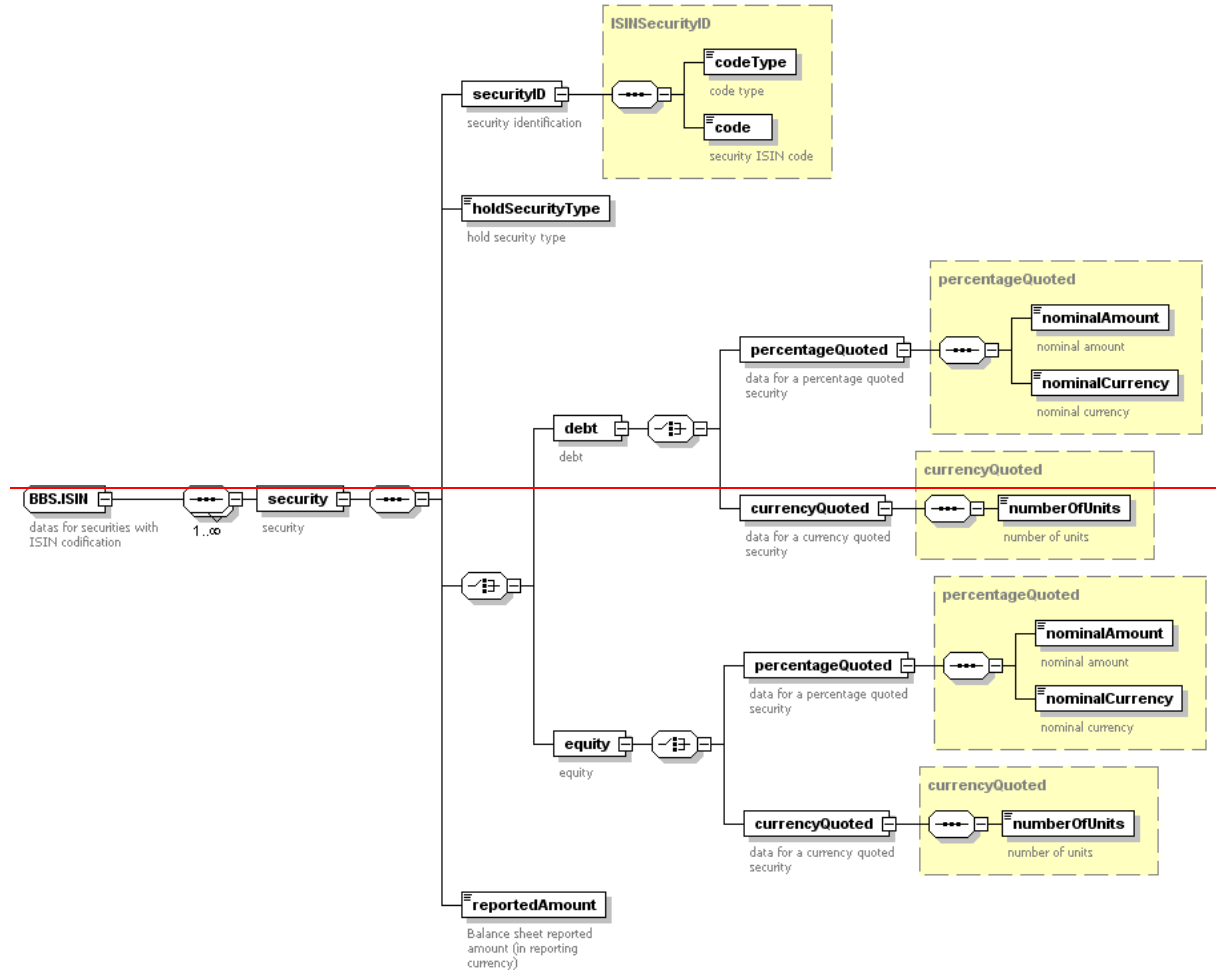 ISINSecurityID
codeType
code type
code
security ISIN code
securityID
security identification
holdSecurityType
hold security type
percentageQuoted
nominalAmount
nominal amount
nominalCurrency
nominal currency
percentageQuoted
data for a percentage quoted
security
debt
debt
currencyQuoted
numberOfUnits
number of units
currencyQuoted
data for a currency quoted
security
BBS.ISIN
datas for securities with
ISIN codification
1..∞
security
security
percentageQuoted
nominalAmount
nominal amount
nominalCurrency
nominal currency
percentageQuoted
data for a percentage quoted
security
equity
equity
currencyQuoted
numberOfUnits
number of units
currencyQuoted
data for a currency quoted
security
reportedAmount
Balance sheet reported
amount (in reporting
currency)